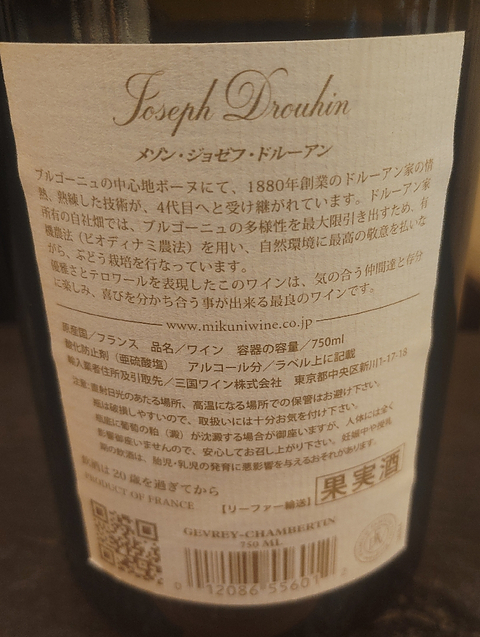 Joseph Drouhin
メゾン・ジョゼフ・ドルーアン
ブルゴーニュの中心地ボーヌにて、1880年創業のドルーアン家の情
熱、熟練した技術が、4代目へと受け継がれています。ドルーアン家
所有の自社畑では、ブルゴーニュの多様性を最大限引き出すため、有
機農法（ビオディナミ農法）を用い、自然環境に最高の敬意を払いな
がら、ぶどう栽培を行なっています。
優雅さとテロワールを表現したこのワインは、気の合う仲間達と存分
に楽しみ、喜びを分かち合う事が出来る最良のワインです。
www.mikuniwine.co.jp
原産国／フランス 品名／ワイン 容器の容量／750ml
酸化防止剤（亜硫酸塩） アルコール分／ラベル上に記載
輸入業者住所及引取先／三国ワイン株式会社 東京都中央区新川1-17-18
注意:直射日光のあたる場所、高温になる場所での保管はお避け下さい。
瓶は破損しやすいので、取扱いには十分お気を付け下さい。
瓶底に葡萄の粕（澱）が沈澱する場合が御座いますが、人体には全く
影響御座いませんので、安心してお召し上がり下さい。妊娠中や授乳
期の飲酒は、胎児・乳児の発育に悪影響を与えるおそれがあります。
飲酒は20歳を過ぎてから
PRODUCT OF FRANCE
【リーファー輸送】
果実酒
GEVREY-CHAMBERTIN
750 ML
0 12086 55601 2